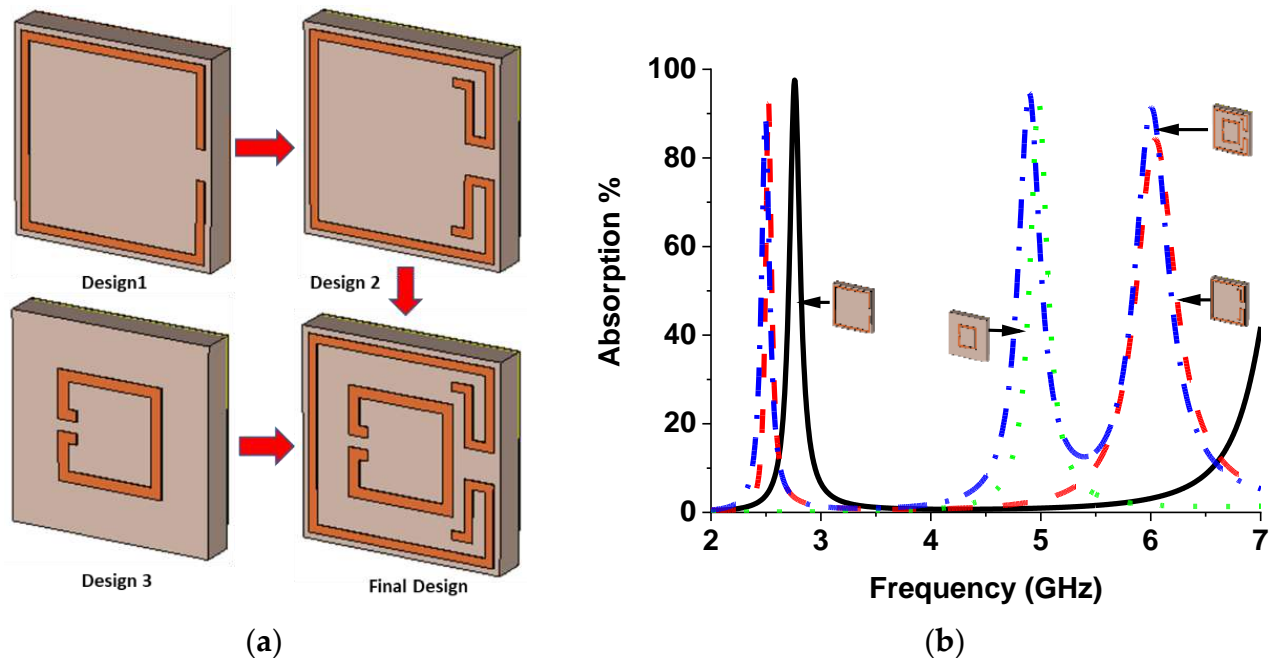 Design1
Design 2
Design 3
Final Design
(a)
Absorption %
100
80
60
40
20
0
2 3 4 5 6 7
Frequency (GHz)
(b)